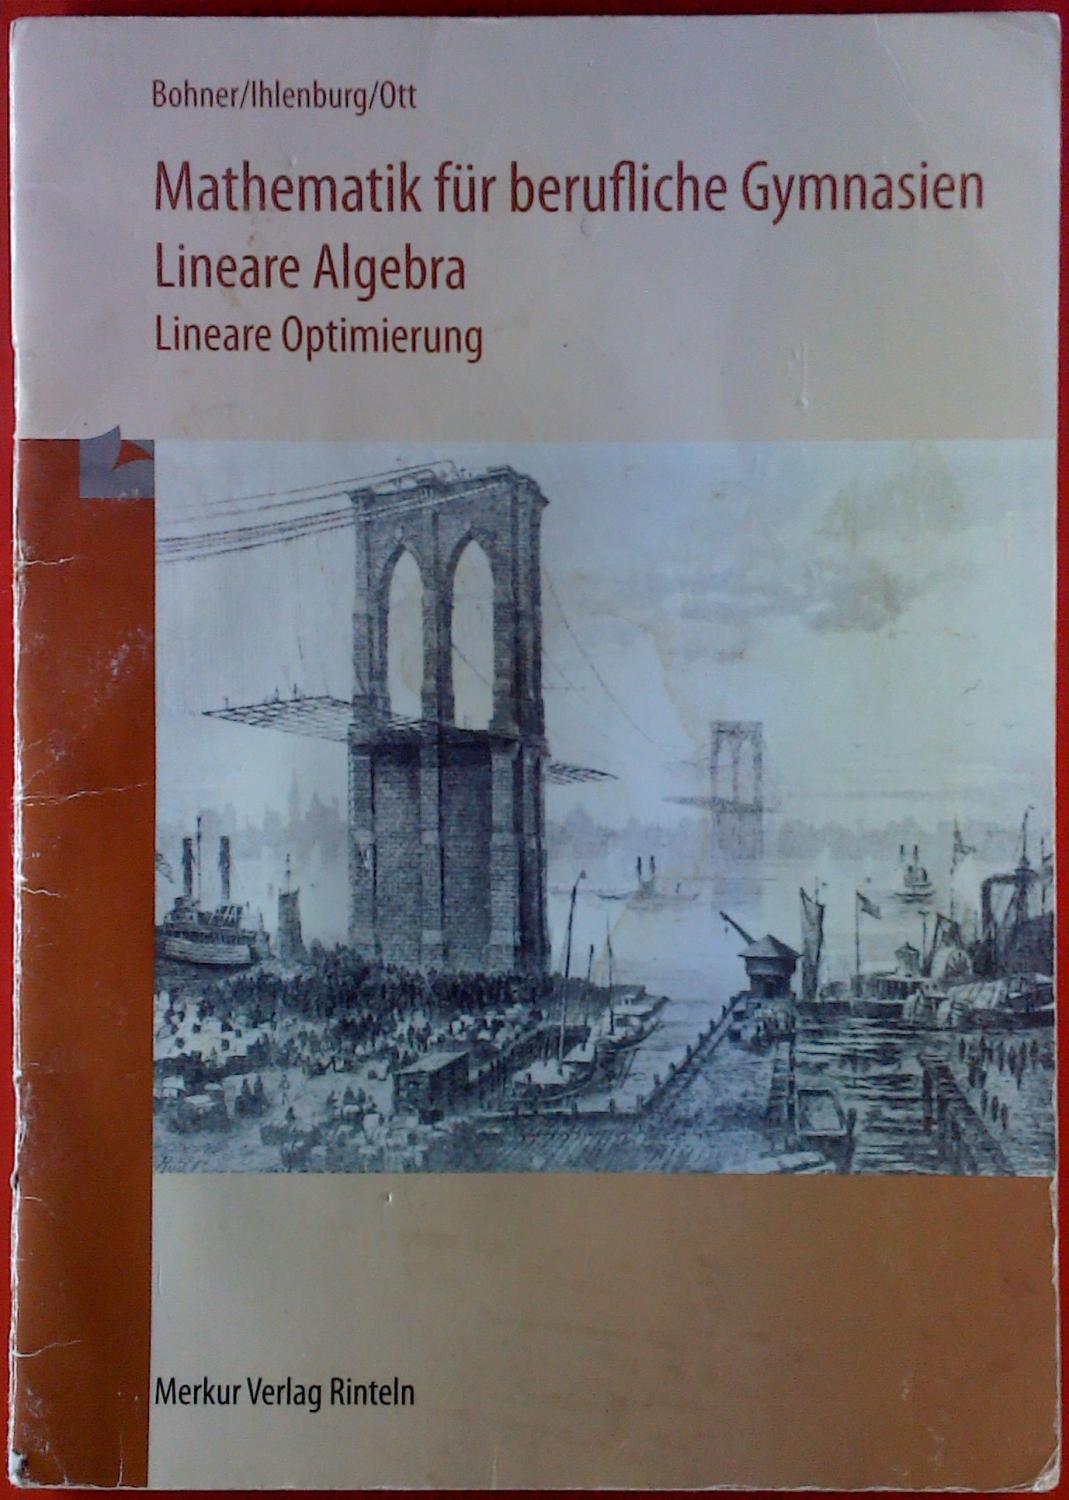 Bohner/Ihlenburg/Ott
Mathematik für berufliche Gymnasien
Lineare Algebra
Lineare Optimierung
Merkur Verlag Rinteln